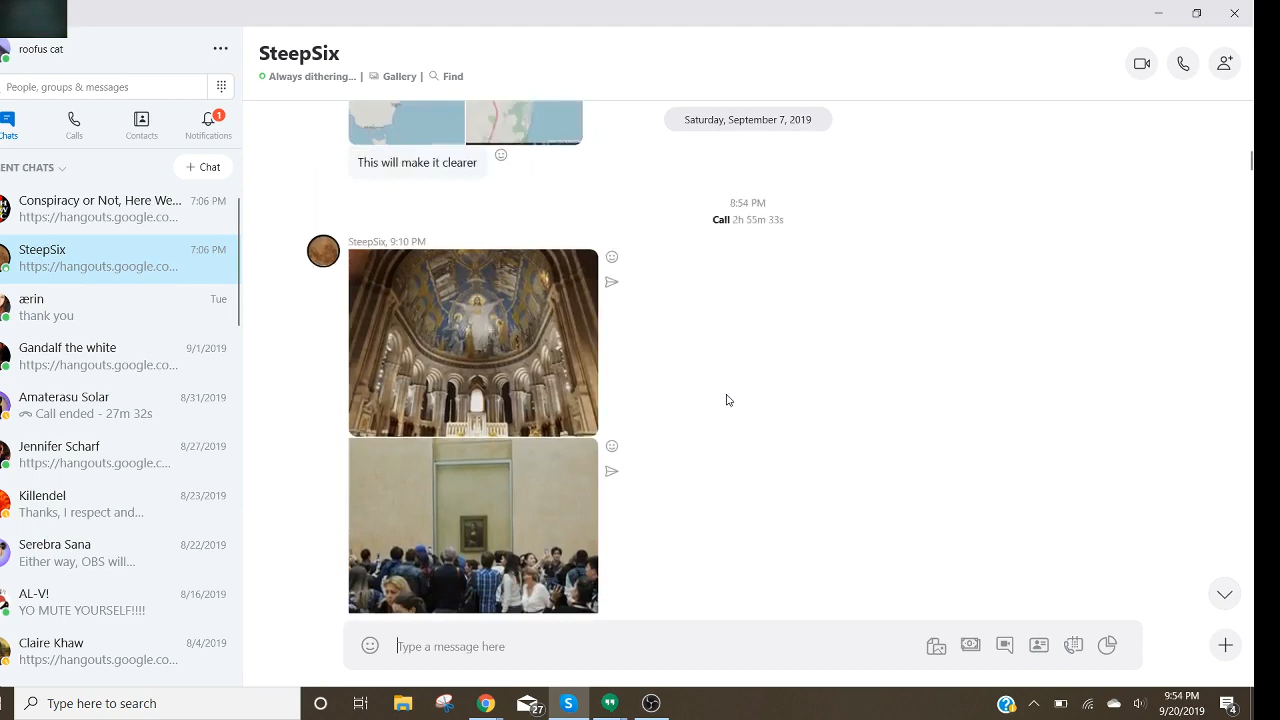 roofus cat
People, groups & messages
Chats
Calls
Contacts
1
Notifications
ENT CHATS
+ Chat
Conspiracy or Not, Here We...
7:06 PM
https://hangouts.google.co...
SteepSix
7:06 PM
https://hangouts.google.co...
ærin
Tue
thank you
Gandalf the white
9/1/2019
https://hangouts.google.co...
Amaterasu Solar
8/31/2019
Call ended - 27m 32s
Jennifer Scharf
8/27/2019
https://hangouts.google.c...
Killendel
8/23/2019
Thanks, I respect and...
Serebra Sana
8/22/2019
Either way, OBS will...
AL-V!
8/16/2019
YO MUTE YOURSELF!!!!
Claire Khaw
8/4/2019
https://hangouts.google.co...
SteepSix
Always dithering... | Gallery | Find
Saturday, September 7, 2019
This will make it clearer
8:54 PM
Call 2h 55m 33s
SteepSix, 9:10 PM
Type a message here
Type here to search
27
9:54 PM
9/20/2019
4